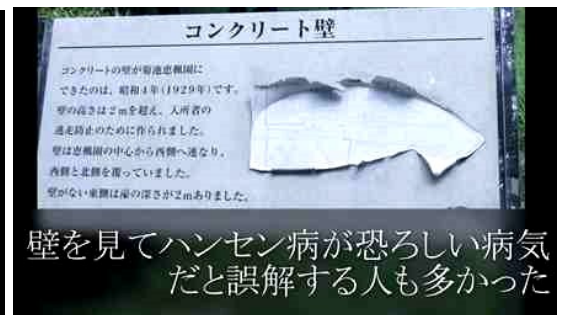 コンクリート壁
コンクリートの壁が菊池恵楓園に
できたのは、昭和4年(1929年)です。
壁の高さは2mを超え、入所者の
逃走防止のために作られました。
壁は恵楓園の中心から西側へ連なり、
西側と北側を覆っていました。
壁がない東側は濠の深さが2mありました。
壁を見てハンセン病が恐ろしい病気
だと誤解する人も多かった